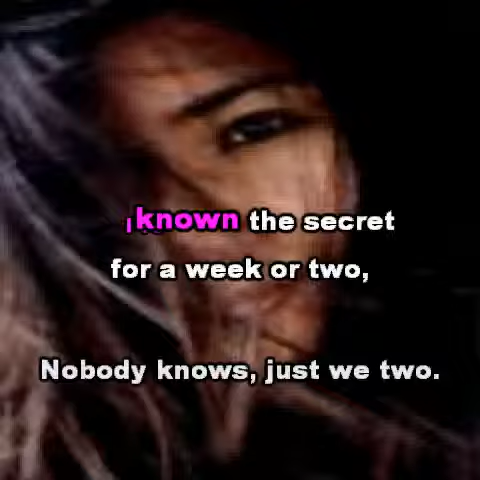 known the secret
for a week or two,
Nobody knows, just we two.